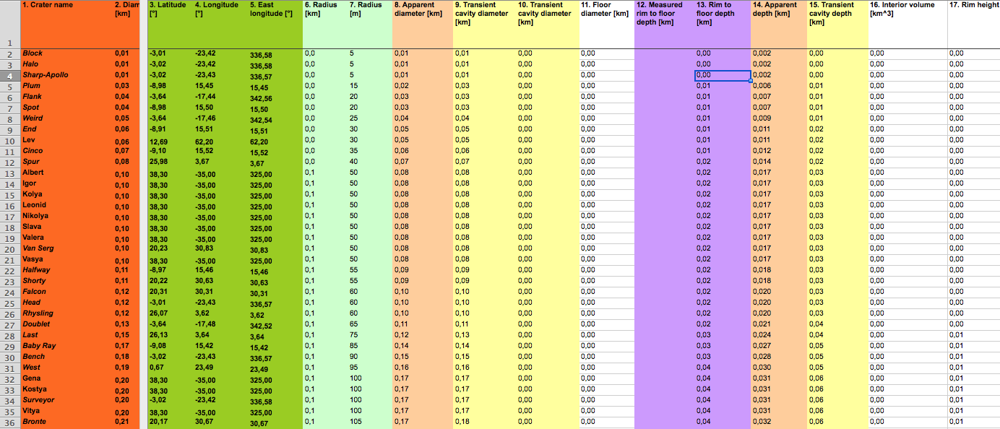 1. Crater name 2. Diam [km] 3. Latitude [°] 4. Longitude [°] 5. East longitude [°] 6. Radius [km] 7. Radius [m] 8. Apparent diameter [km] 9. Transient cavity diameter [km] 10. Transient cavity diameter [km] 11. Floor diameter [km] 12. Measured rim to floor depth [km] 13. Rim to floor depth [km] 14. Apparent depth [km] 15. Transient cavity depth [km] 16. Interior volume [km^3] 17. Rim height
1
2 Block 0,01 -3,01 -23,42 336,58 0,0 5 0,01 0,01 0,00 0,00 0,00 0,002 0,00 0,00 0,00
3 Halo 0,01 -3,02 -23,42 336,58 0,0 5 0,01 0,01 0,00 0,00 0,00 0,002 0,00 0,00 0,00
4 Sharp-Apollo 0,01 -3,02 -23,43 336,57 0,0 5 0,01 0,01 0,00 0,00 0,00 0,002 0,00 0,00 0,00
5 Plum 0,03 -8,98 15,45 15,45 0,0 15 0,02 0,03 0,00 0,00 0,01 0,006 0,01 0,00 0,00
6 Flank 0,04 -3,64 -17,44 342,56 0,0 20 0,03 0,03 0,00 0,00 0,01 0,007 0,01 0,00 0,00
7 Spot 0,04 -8,98 15,50 15,50 0,0 20 0,03 0,03 0,00 0,00 0,01 0,007 0,01 0,00 0,00
8 Weird 0,05 -3,64 -17,46 342,54 0,0 25 0,04 0,04 0,00 0,00 0,01 0,009 0,01 0,00 0,00
9 End 0,06 -8,91 15,51 15,51 0,0 30 0,05 0,05 0,00 0,00 0,01 0,011 0,02 0,00 0,00
10 Lev 0,06 12,69 62,20 62,20 0,0 30 0,05 0,05 0,00 0,00 0,01 0,011 0,02 0,00 0,00
11 Cinco 0,07 -9,10 15,52 15,52 0,0 35 0,06 0,06 0,00 0,00 0,01 0,012 0,02 0,00 0,00
12 Spur 0,08 25,98 3,67 3,67 0,0 40 0,07 0,07 0,00 0,00 0,02 0,014 0,02 0,00 0,00
13 Albert 0,10 38,30 -35,00 325,00 0,1 50 0,08 0,08 0,00 0,00 0,02 0,017 0,03 0,00 0,00
14 Igor 0,10 38,30 -35,00 325,00 0,1 50 0,08 0,08 0,00 0,00 0,02 0,017 0,03 0,00 0,00
15 Kolya 0,10 38,30 -35,00 325,00 0,1 50 0,08 0,08 0,00 0,00 0,02 0,017 0,03 0,00 0,00
16 Leonid 0,10 38,30 -35,00 325,00 0,1 50 0,08 0,08 0,00 0,00 0,02 0,017 0,03 0,00 0,00
17 Nikolya 0,10 38,30 -35,00 325,00 0,1 50 0,08 0,08 0,00 0,00 0,02 0,017 0,03 0,00 0,00
18 Slava 0,10 38,30 -35,00 325,00 0,1 50 0,08 0,08 0,00 0,00 0,02 0,017 0,03 0,00 0,00
19 Valera 0,10 38,30 -35,00 325,00 0,1 50 0,08 0,08 0,00 0,00 0,02 0,017 0,03 0,00 0,00
20 Van Serg 0,10 20,23 30,83 30,83 0,1 50 0,08 0,08 0,00 0,00 0,02 0,017 0,03 0,00 0,00
21 Vasya 0,10 38,30 -35,00 325,00 0,1 50 0,08 0,08 0,00 0,00 0,02 0,017 0,03 0,00 0,00
22 Halfway 0,11 -8,97 15,46 15,46 0,1 55 0,09 0,09 0,00 0,00 0,02 0,018 0,03 0,00 0,00
23 Shorty 0,11 20,22 30,63 30,63 0,1 55 0,09 0,09 0,00 0,00 0,02 0,018 0,03 0,00 0,00
24 Falcon 0,12 20,31 30,31 30,31 0,1 60 0,10 0,10 0,00 0,00 0,02 0,020 0,03 0,00 0,00
25 Head 0,12 -3,01 -23,43 336,57 0,1 60 0,10 0,10 0,00 0,00 0,02 0,020 0,03 0,00 0,00
26 Rhysling 0,12 26,07 3,62 3,62 0,1 60 0,10 0,10 0,00 0,00 0,02 0,020 0,03 0,00 0,00
27 Doublet 0,13 -3,64 -17,48 342,52 0,1 65 0,11 0,11 0,00 0,00 0,02 0,021 0,04 0,00 0,00
28 Last 0,15 26,13 3,64 3,64 0,1 75 0,12 0,13 0,00 0,00 0,03 0,024 0,04 0,00 0,01
29 Baby Ray 0,17 -9,08 15,42 15,42 0,1 85 0,14 0,14 0,00 0,00 0,03 0,027 0,05 0,00 0,01
30 Bench 0,18 -3,02 -23,43 336,57 0,1 90 0,15 0,15 0,00 0,00 0,03 0,028 0,05 0,00 0,01
31 West 0,19 0,67 23,49 23,49 0,1 95 0,16 0,16 0,00 0,00 0,04 0,030 0,05 0,00 0,01
32 Gena 0,20 38,30 -35,00 325,00 0,1 100 0,17 0,17 0,00 0,00 0,04 0,031 0,06 0,00 0,01
33 Kostya 0,20 38,30 -35,00 325,00 0,1 100 0,17 0,17 0,00 0,00 0,04 0,031 0,06 0,00 0,01
34 Surveyor 0,20 -3,02 -23,42 336,58 0,1 100 0,17 0,17 0,00 0,00 0,04 0,031 0,06 0,00 0,01
35 Vitya 0,20 38,30 -35,00 325,00 0,1 100 0,17 0,17 0,00 0,00 0,04 0,031 0,06 0,00 0,01
36 Bronte 0,21 20,17 30,67 30,67 0,1 105 0,17 0,18 0,00 0,00 0,04 0,032 0,06 0,00 0,01